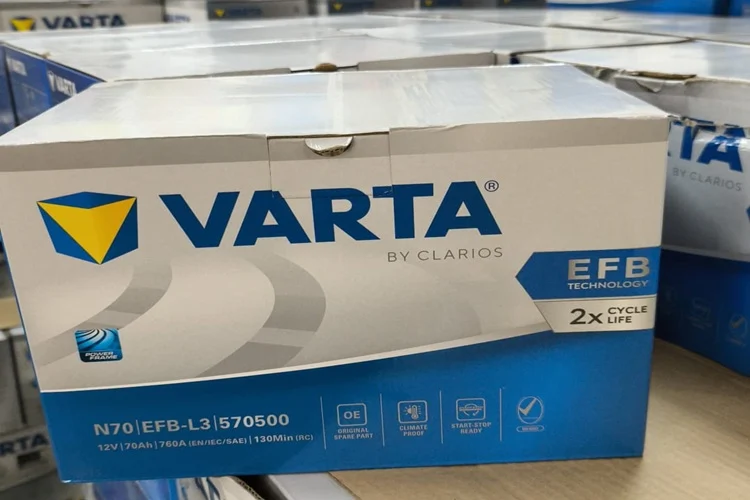 VARTA
VARTA
VARTA®
BY CLARIOS
EFB
TECHNOLOGY
2x CYCLE LIFE
POWER FRAME
N70|EFB-L3|570500
12V|70Ah|760A (EN/IEC/SAE)|130Min (RC)
OE
ORIGINAL
SPARE PART
CLIMATE
PROOF
START-STOP
READY
TA
BY CLARIOS